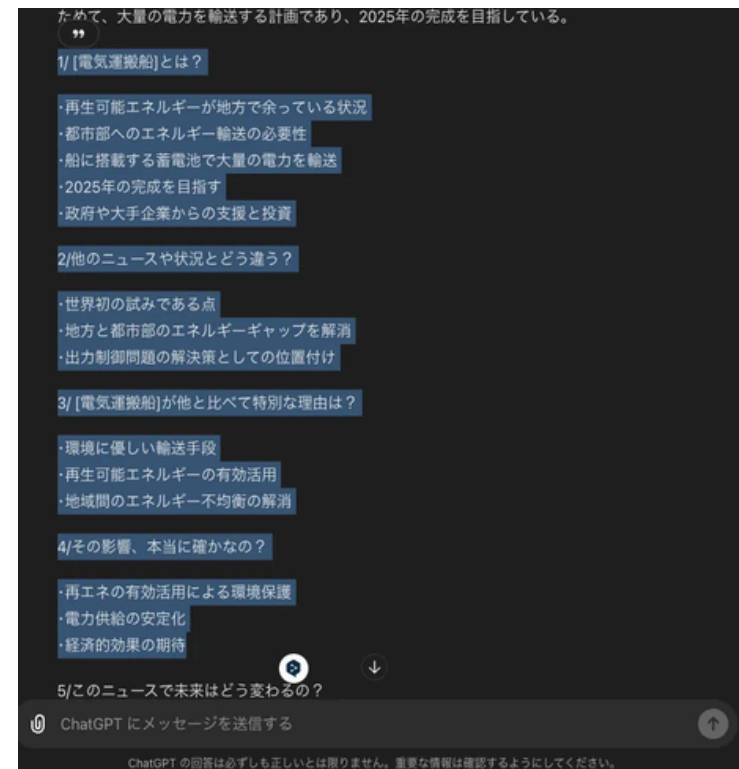 ためて、大量の電力を輸送する計画であり、2025年の完成を目指している。
1/ [電気運搬船]とは？
・再生可能エネルギーが地方で余っている状況
・都市部へのエネルギー輸送の必要性
・船に搭載する蓄電池で大量の電力を輸送
・2025年の完成を目指す
・政府や大手企業からの支援と投資
2/他のニュースや状況とどう違う？
・世界初の試みである点
・地方と都市部のエネルギーギャップを解消
・出力制御問題の解決策としての位置付け
3/ [電気運搬船]が他と比べて特別な理由は？
・環境に優しい輸送手段
・再生可能エネルギーの有効活用
・地域間のエネルギー不均衡の解消
4/その影響、本当に確かなの？
・再エネの有効活用による環境保護
・電力供給の安定化
・経済的効果の期待
5/このニュースで未来はどう変わるの？
ChatGPT にメッセージを送信する
ChatGPT の回答は必ずしも正しいとは限りません。重要な情報は確認するようにしてください。